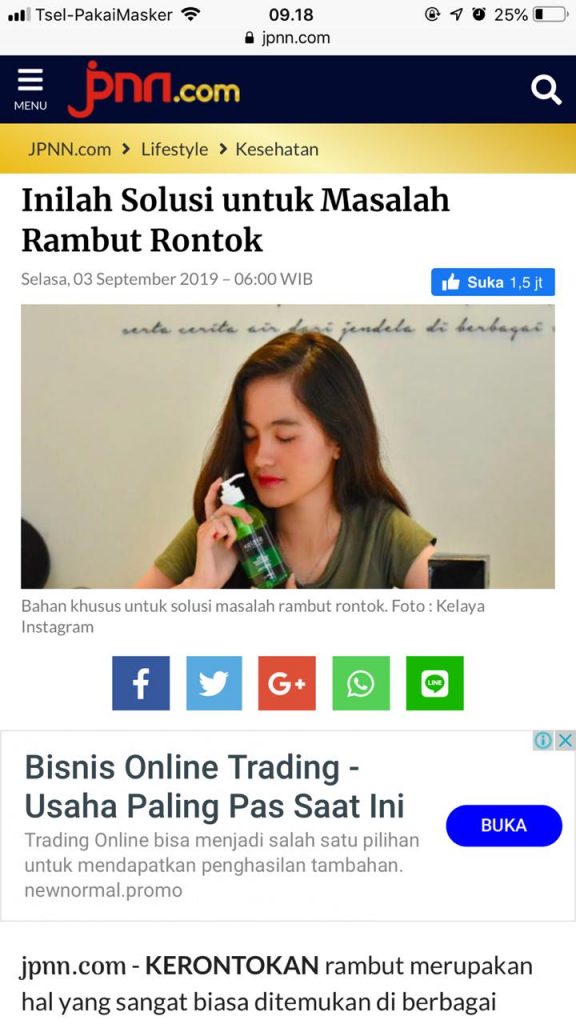 Tsel-PakaiMasker
09.18
25%
jpnn.com
MENU
jpnn.com
JPNN.com > Lifestyle > Kesehatan
Inilah Solusi untuk Masalah
Rambut Rontok
Selasa, 03 September 2019 – 06:00 WIB
Suka 1,5 jt
serta cerita air dari jendela di berbagai
Bahan khusus untuk solusi masalah rambut rontok. Foto : Kelaya
Instagram
G+
LINE
Bisnis Online Trading -
Usaha Paling Pas Saat Ini
Trading Online bisa menjadi salah satu pilihan
untuk mendapatkan penghasilan tambahan.
newnormal.promo
BUKA
jpnn.com - KERONTOKAN rambut merupakan
hal yang sangat biasa ditemukan di berbagai